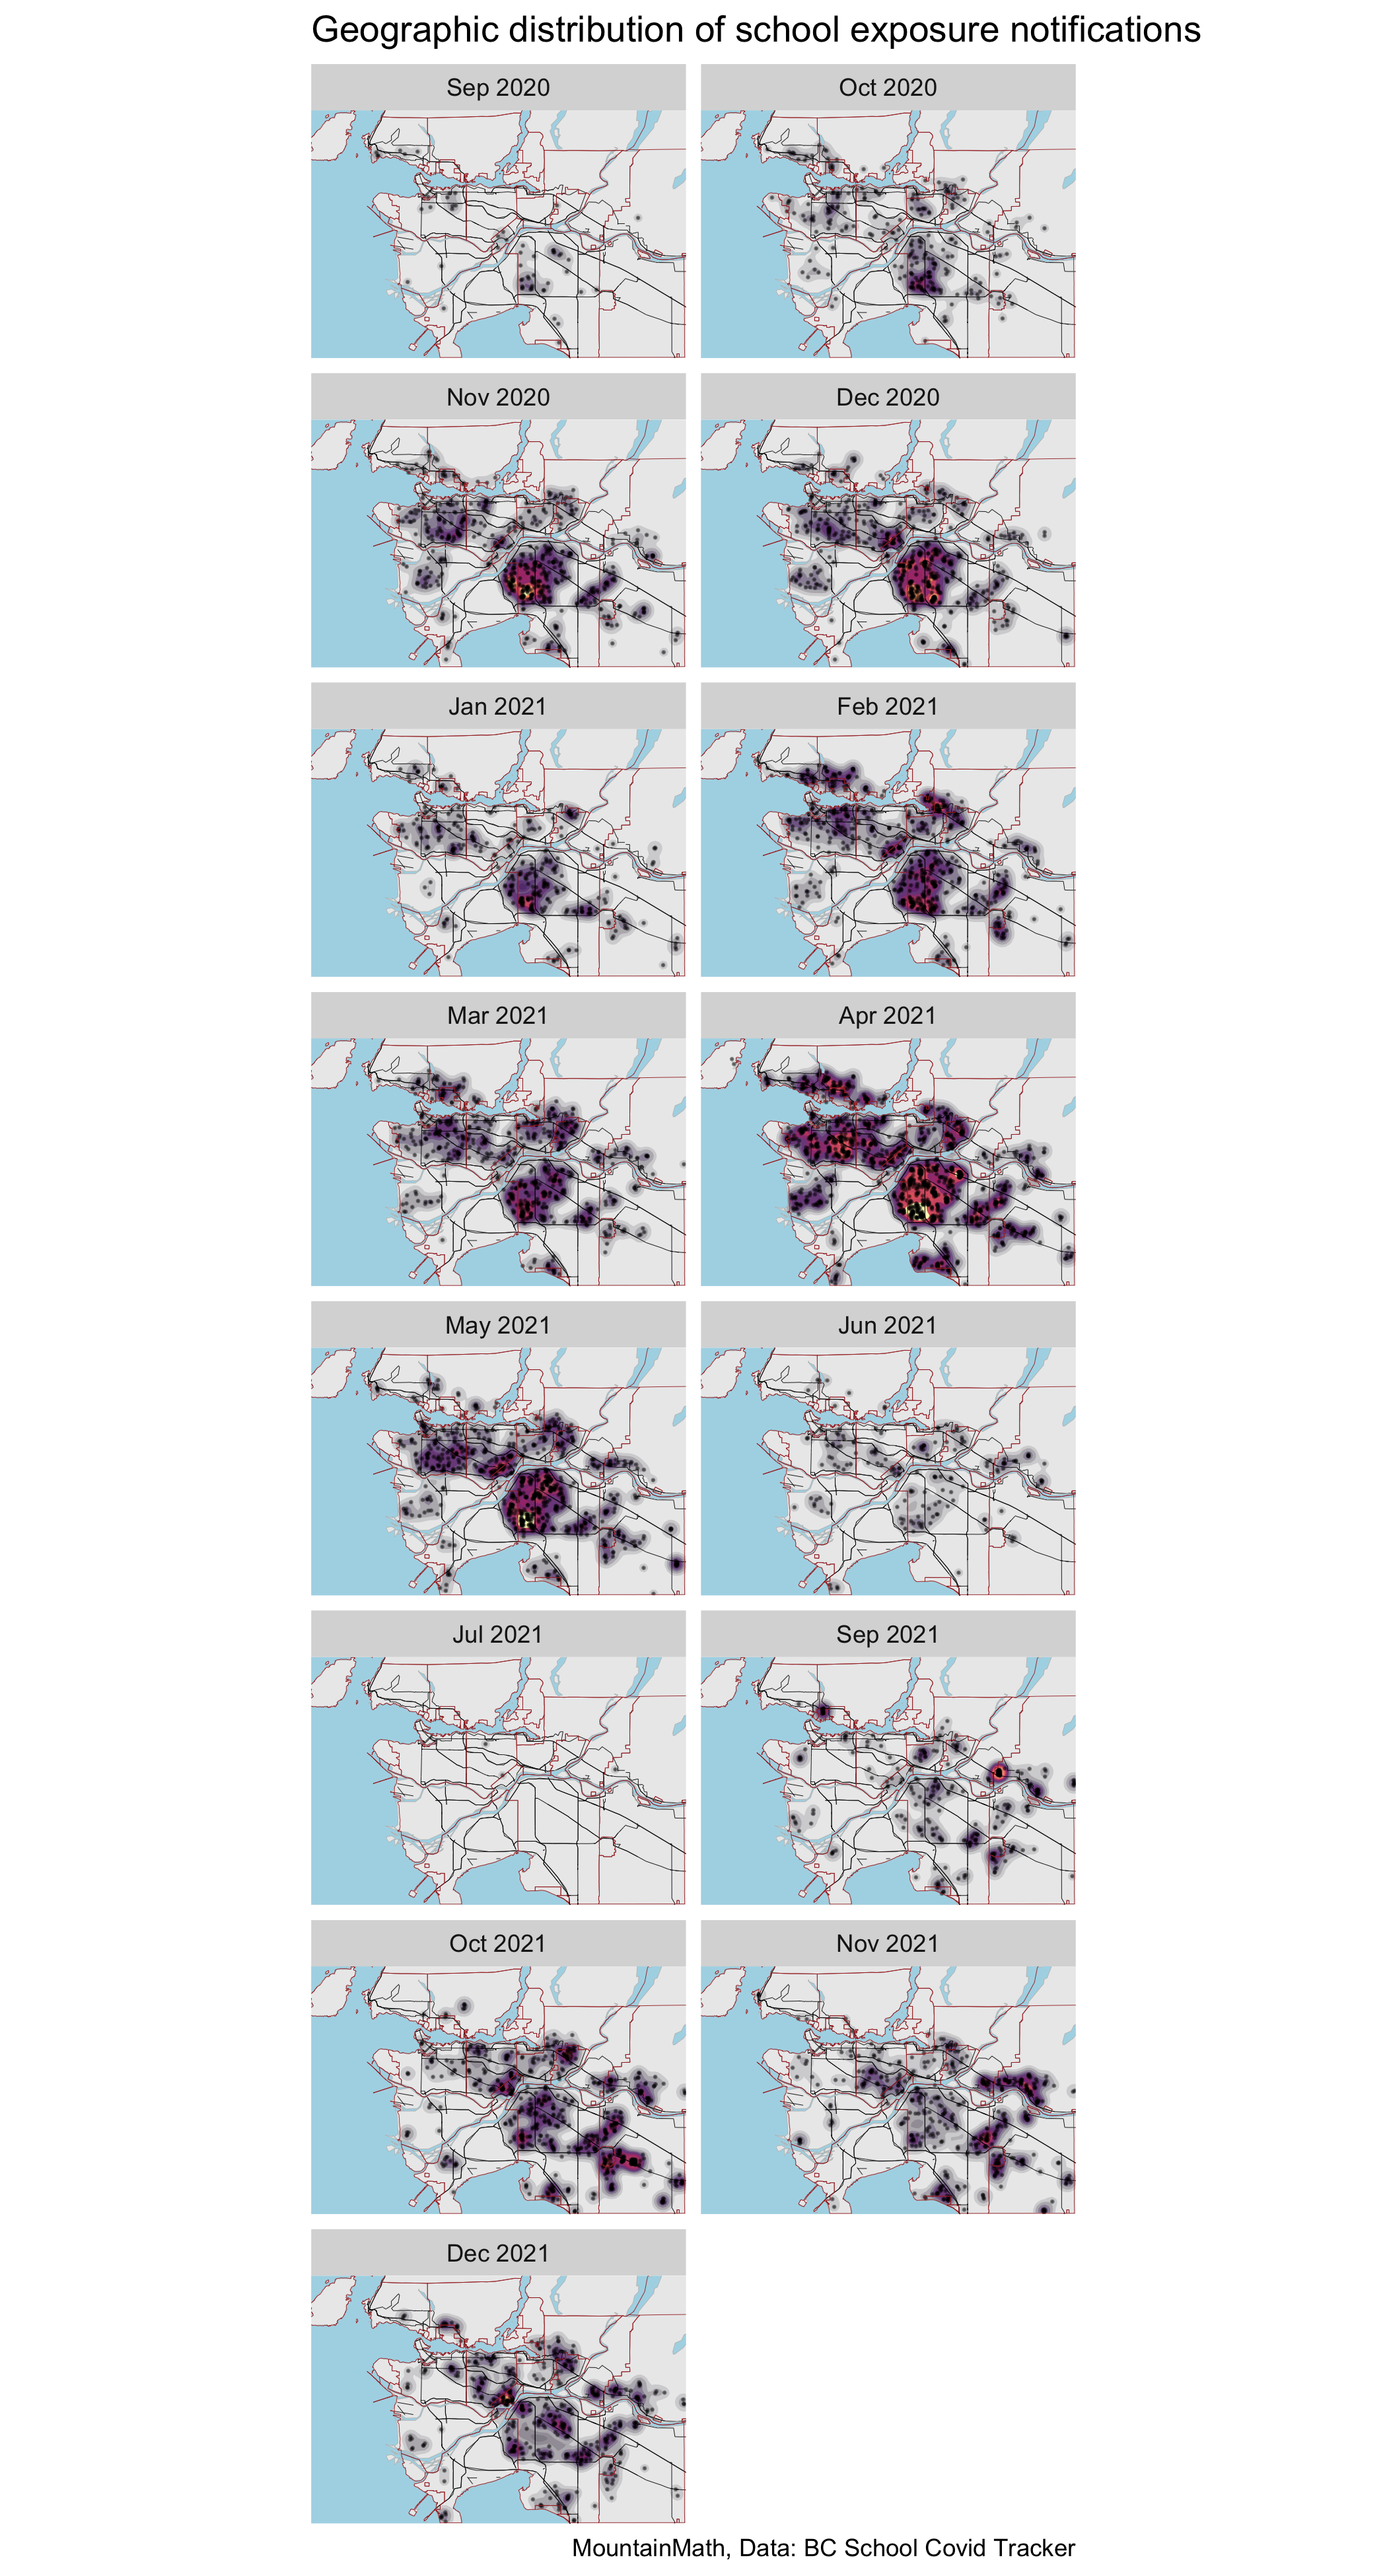 Geographic distribution of school exposure notifications
Sep 2020
Oct 2020
Nov 2020
Dec 2020
Jan 2021
Feb 2021
Mar 2021
Apr 2021
May 2021
Jun 2021
Jul 2021
Sep 2021
Oct 2021
Nov 2021
Dec 2021
MountainMath, Data: BC School Covid Tracker